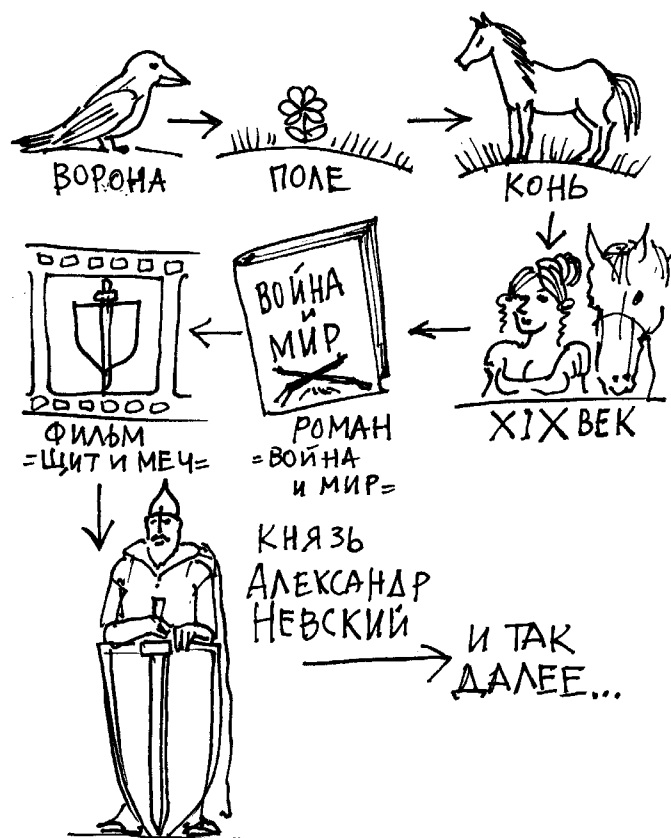 ВОРОНА
ПОЛЕ
КОНЬ
XIX ВЕК
ВОЙНА
И
МИР
РОМАН
=ВОЙНА
И МИР=
ФИЛЬМ
=ЩИТ И МЕЧ=
КНЯЗЬ
АЛЕКСАНДР
НЕВСКИЙ
И ТАК
ДАЛЕЕ...